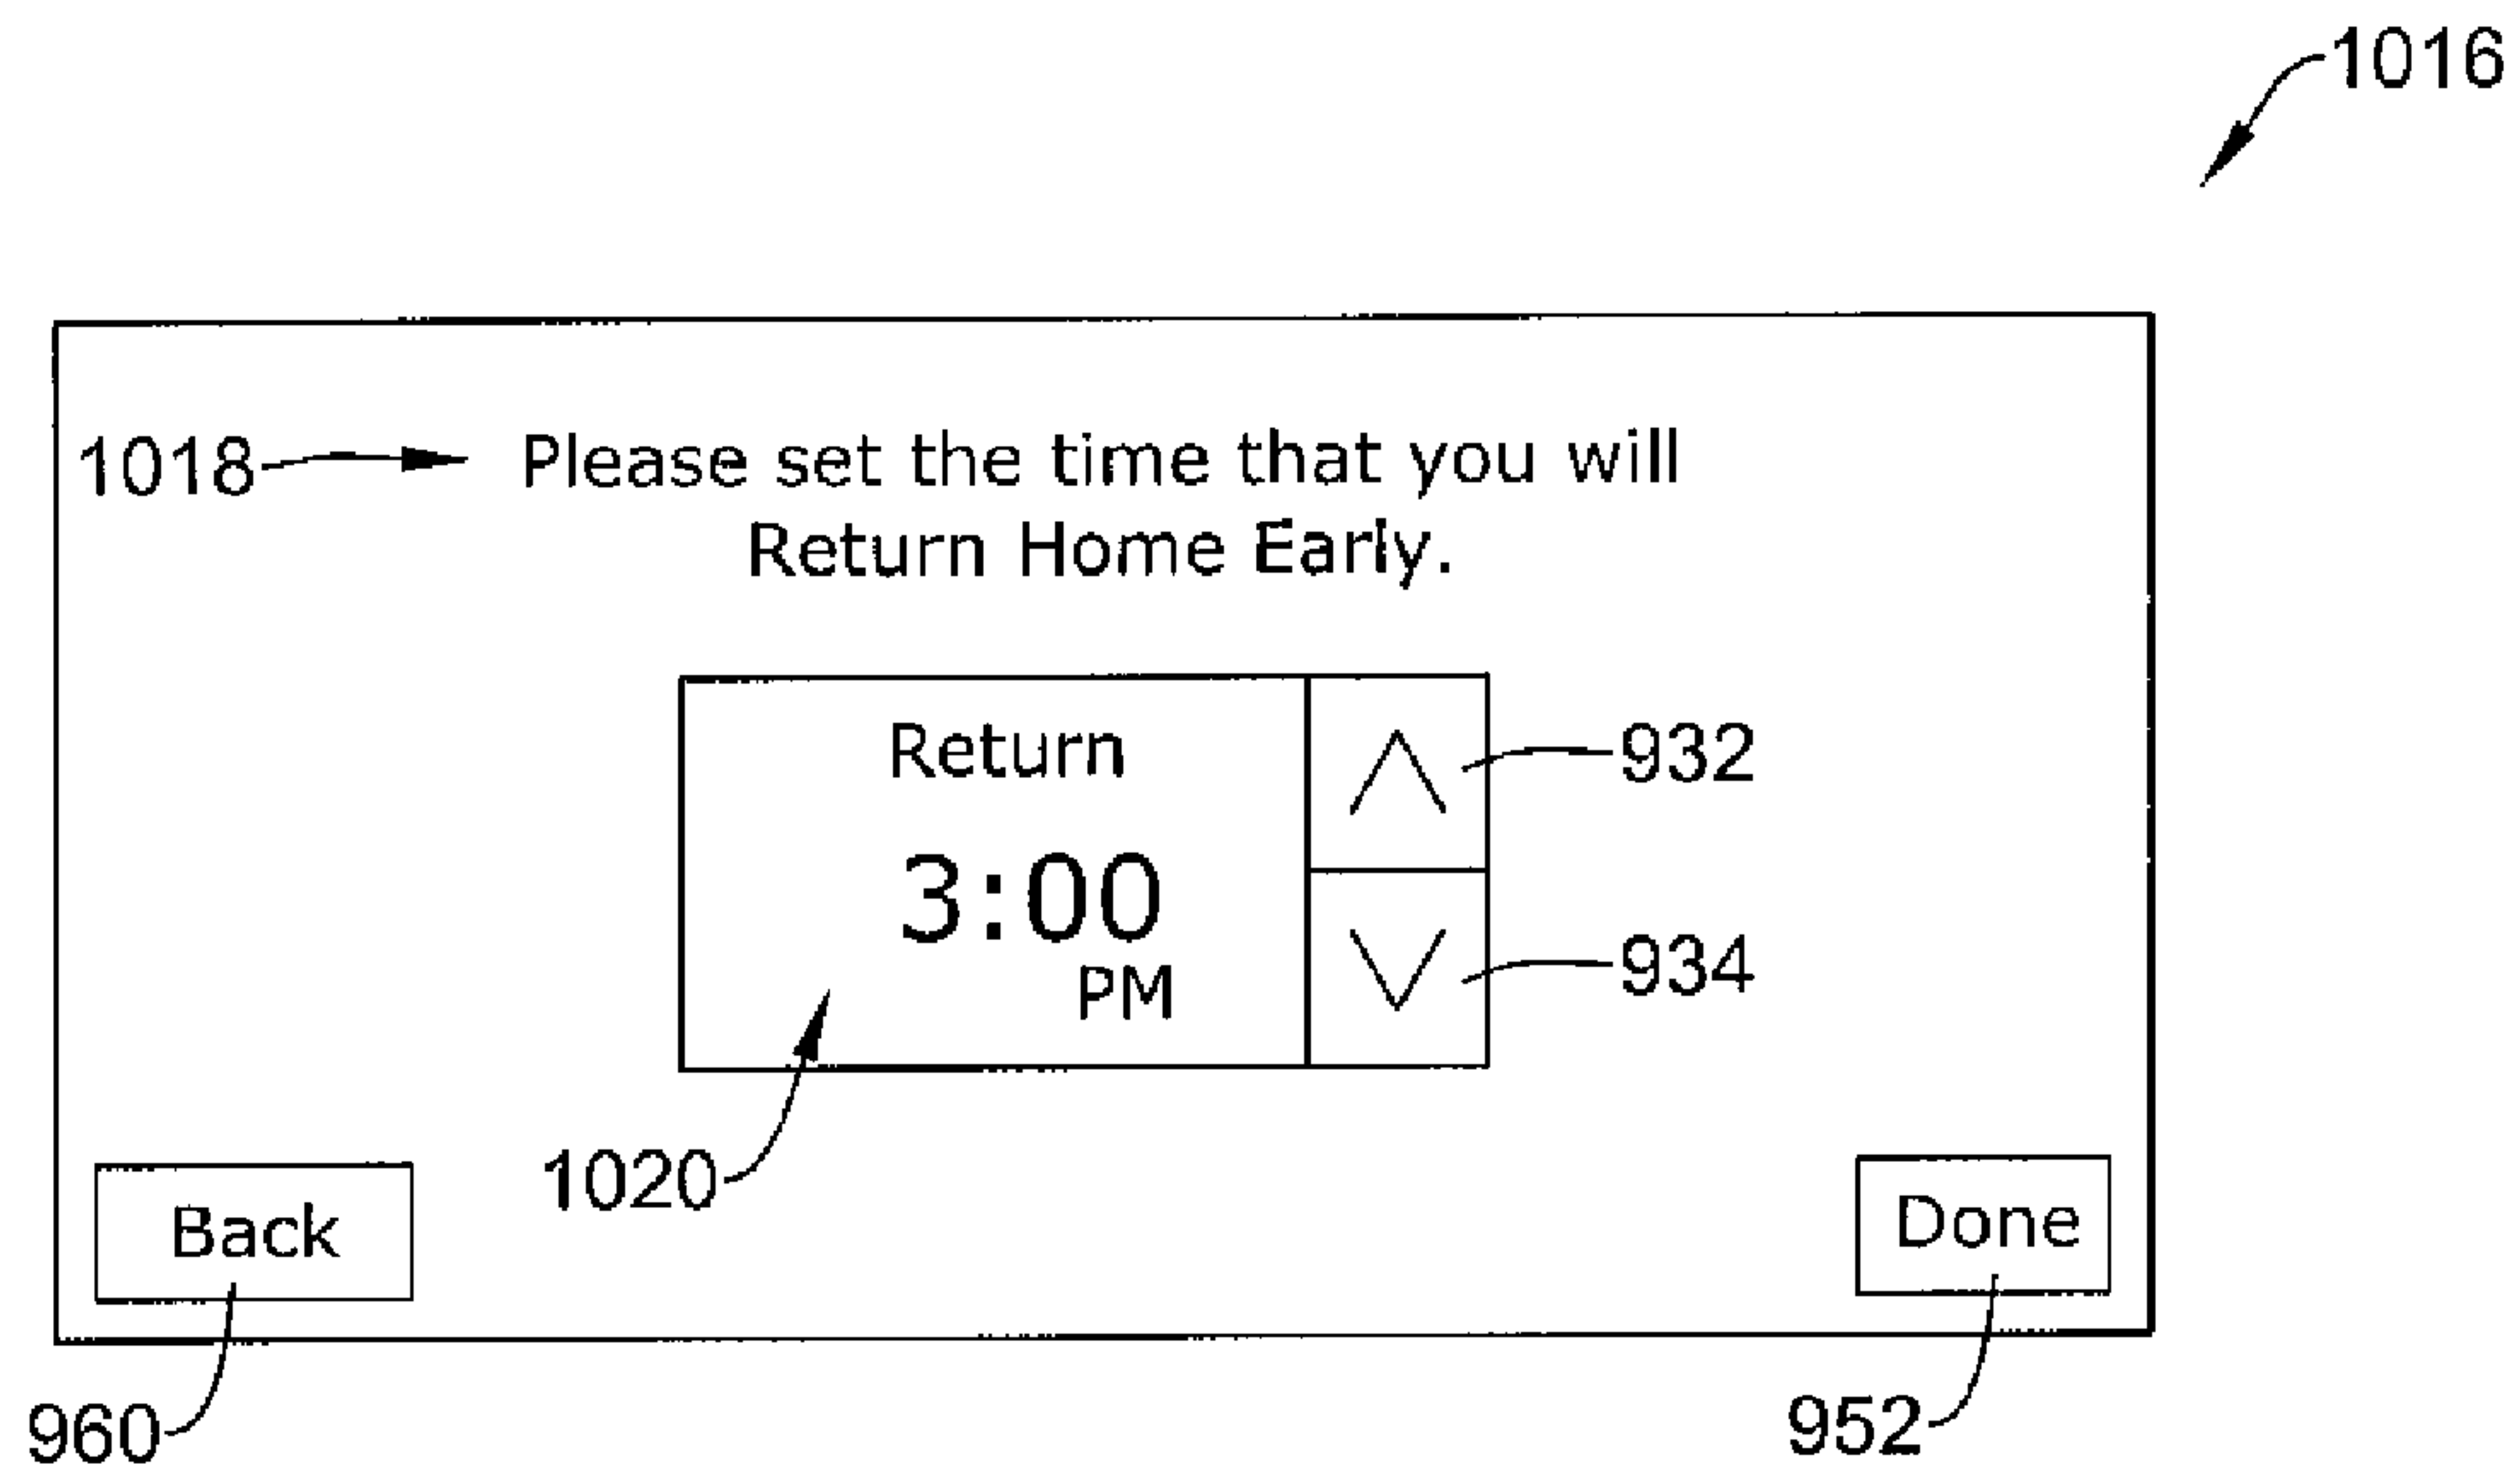 1016
1018 Please set the time that you will
Return Home Early.
Return
932
3:00
934
PM
1020
Back
Done
960
952